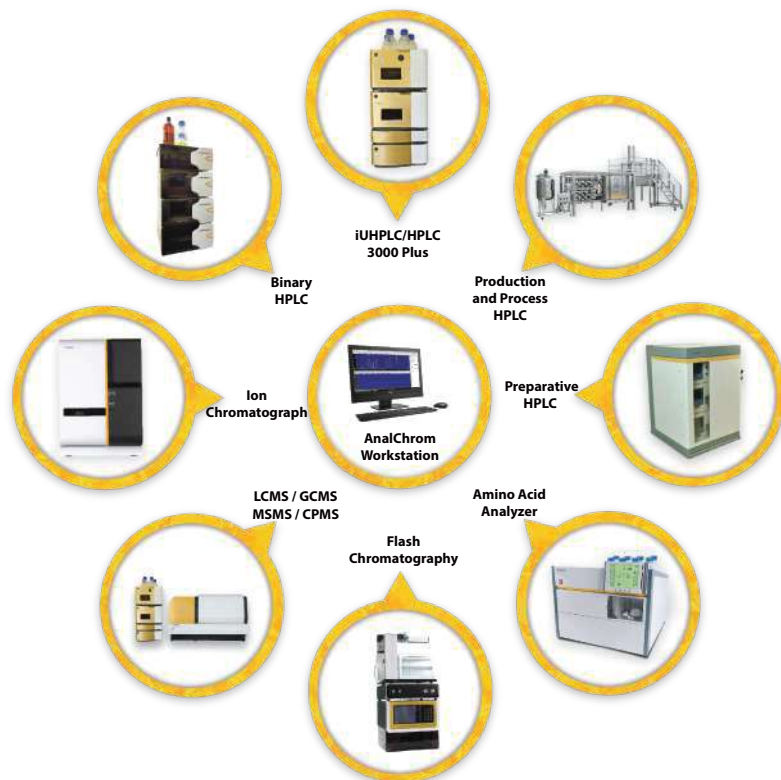 iUHPLC/HPLC
3000 Plus
Binary
HPLC
Production
and Process
HPLC
Ion
Chromatograph
AnalChrom
Workstation
Preparative
HPLC
LCMS / GCMS
MSMS / CPMS
Amino Acid
Analyzer
Flash
Chromatography